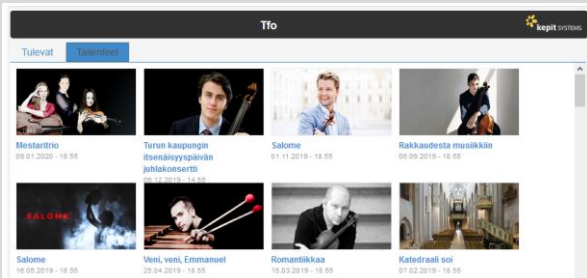 Tfo
kepit SYSTEMS
Tulevat
Tallenteet
Mestaritrio
09.01.2020 - 18.55
Turun kaupungin
itsenäisyyspäivän
juhlakonsertti
06.12.2019 - 14.55
Salome
01.11.2019 - 18.55
Rakkaudesta musiikkiin
06.09.2019 - 18.55
SALOME
Salome
16.05.2019 - 18.55
Veni, veni, Emmanuel
25.04.2019 - 18.55
Romantiikkaa
15.03.2019 - 18.55
Katedraali soi
07.02.2019 - 18.55